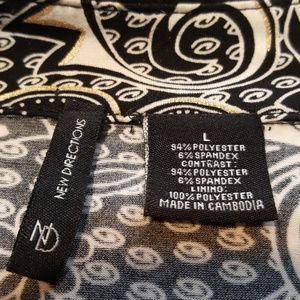 NEW DIRECTIONS
ND
L
94% POLYESTER
6% SPANDEX
CONTRAST:
94% POLYESTER
6% SPANDEX
LINING:
100% POLYESTER
MADE IN CAMBODIA